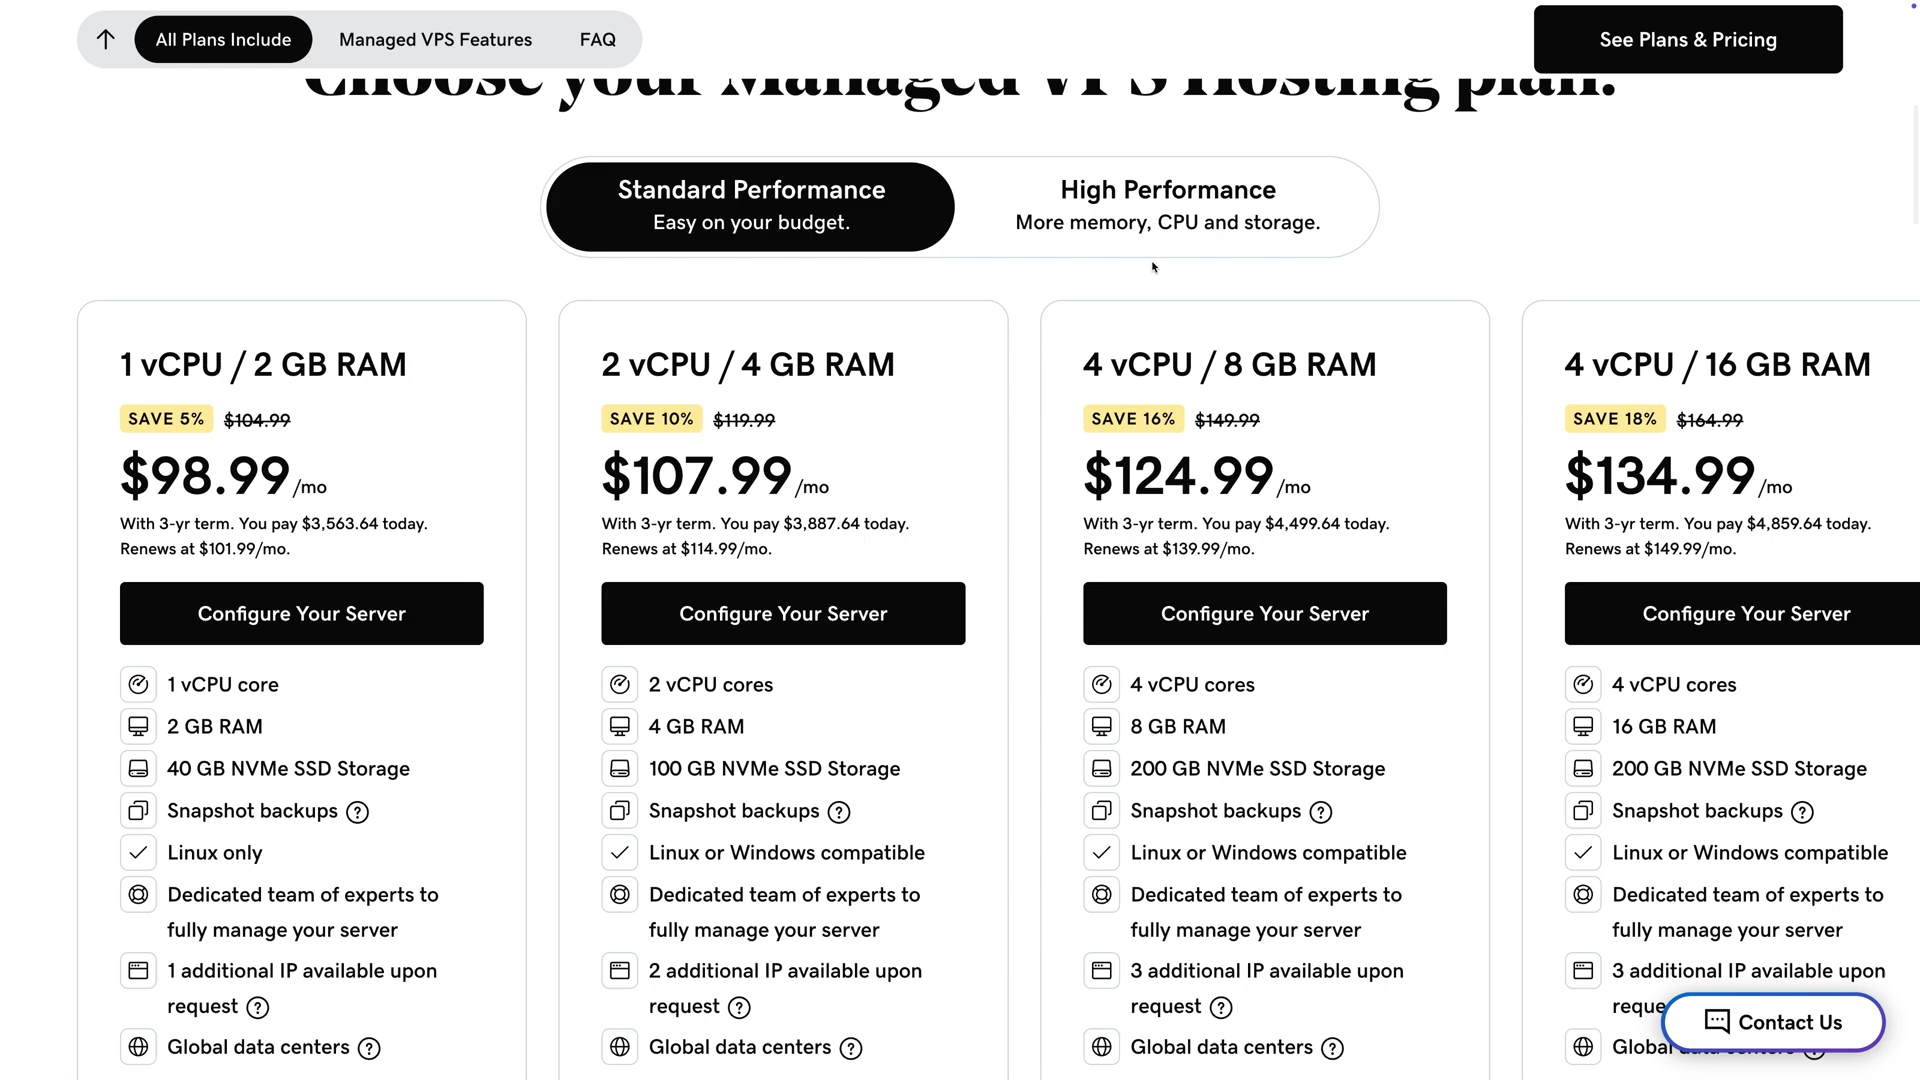 All Plans Include
Managed VPS Features
FAQ
See Plans & Pricing
Choose your Managed VPS Hosting plan.
Standard Performance
Easy on your budget.
High Performance
More memory, CPU and storage.
1 vCPU / 2 GB RAM
SAVE 5% $104.99
$98.99/mo
With 3-yr term. You pay $3,563.64 today.
Renews at $101.99/mo.
Configure Your Server
1 vCPU core
2 GB RAM
40 GB NVMe SSD Storage
Snapshot backups ?
Linux only
Dedicated team of experts to
fully manage your server
1 additional IP available upon
request ?
Global data centers ?
2 vCPU / 4 GB RAM
SAVE 10% $119.99
$107.99/mo
With 3-yr term. You pay $3,887.64 today.
Renews at $114.99/mo.
Configure Your Server
2 vCPU cores
4 GB RAM
100 GB NVMe SSD Storage
Snapshot backups ?
Linux or Windows compatible
Dedicated team of experts to
fully manage your server
2 additional IP available upon
request ?
Global data centers ?
4 vCPU / 8 GB RAM
SAVE 16% $149.99
$124.99/mo
With 3-yr term. You pay $4,499.64 today.
Renews at $139.99/mo.
Configure Your Server
4 vCPU cores
8 GB RAM
200 GB NVMe SSD Storage
Snapshot backups ?
Linux or Windows compatible
Dedicated team of experts to
fully manage your server
3 additional IP available upon
request ?
Global data centers ?
4 vCPU / 16 GB RAM
SAVE 18% $164.99
$134.99/mo
With 3-yr term. You pay $4,859.64 today.
Renews at $149.99/mo.
Configure Your Server
4 vCPU cores
16 GB RAM
200 GB NVMe SSD Storage
Snapshot backups ?
Linux or Windows compatible
Dedicated team of experts to
fully manage your server
3 additional IP available upon
reque
Global data centers ?
Contact Us